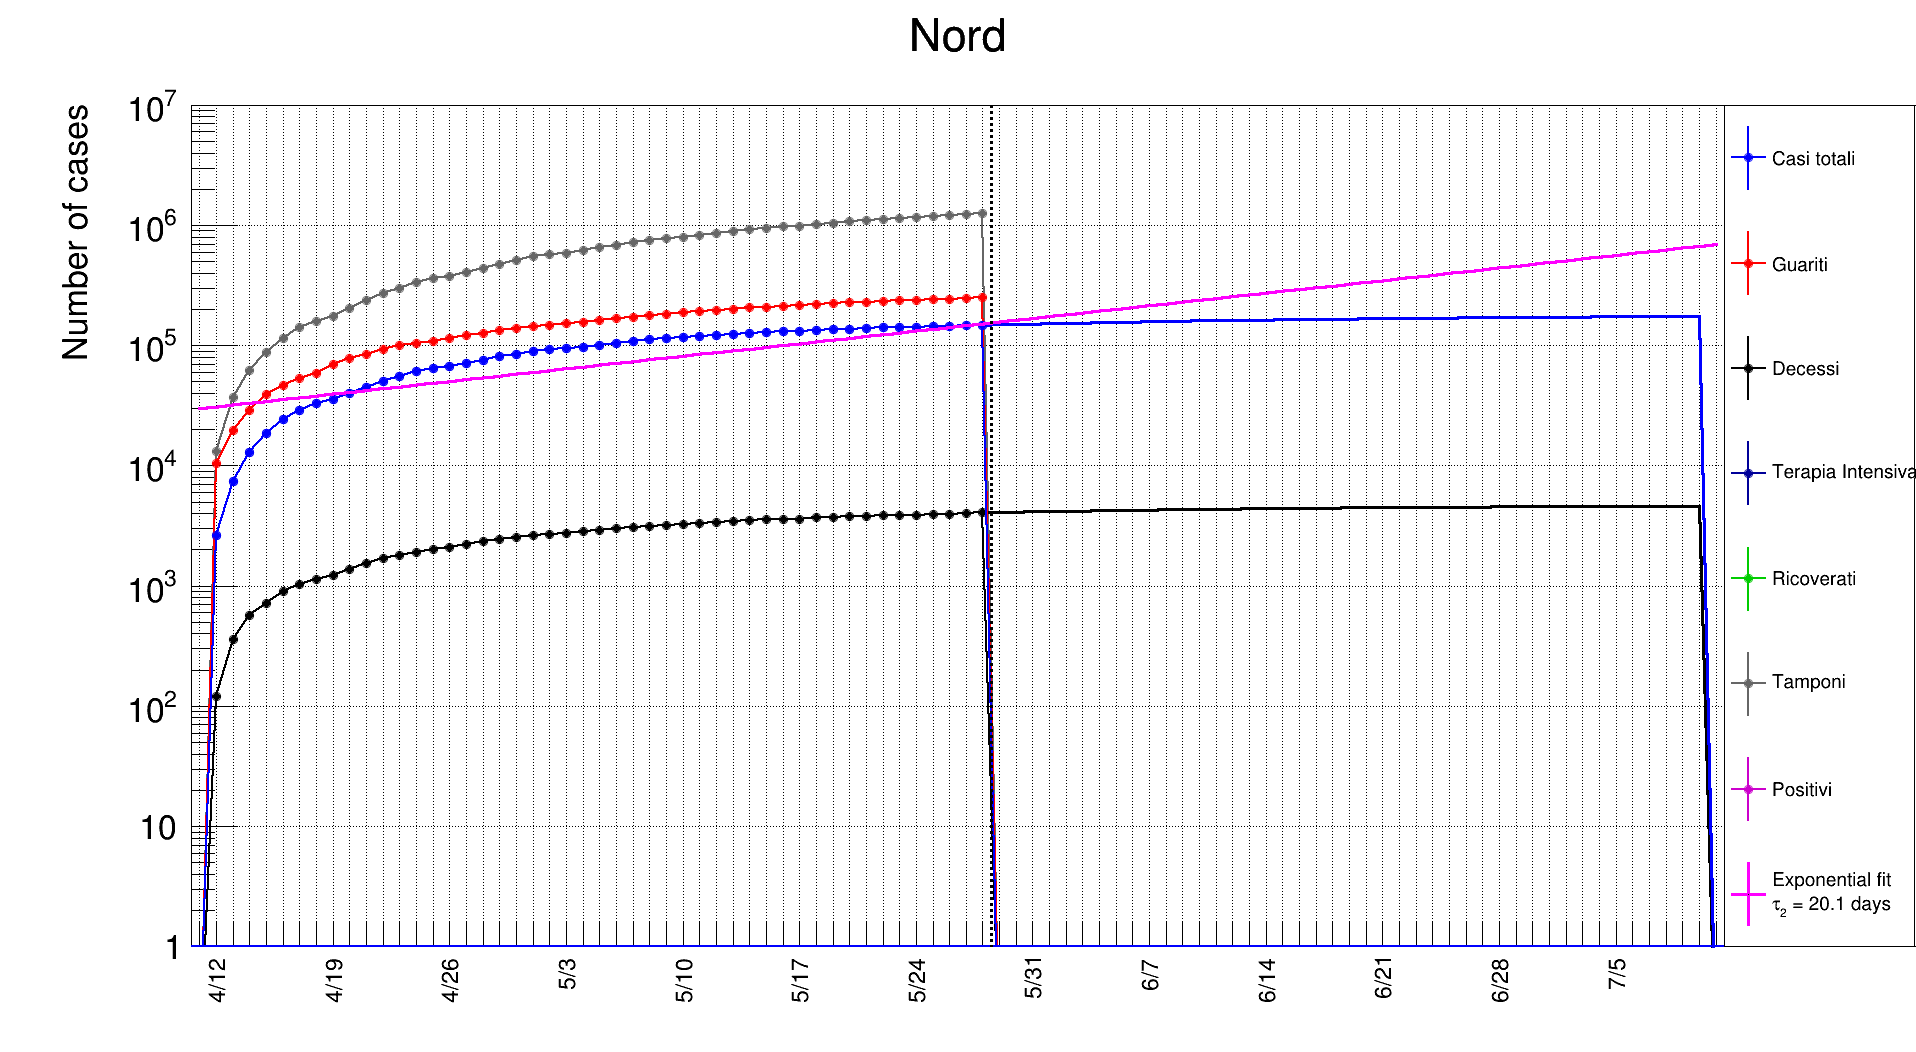 Nord
Number of cases
10^7
10^6
10^5
10^4
10^3
10^2
10
1
4/12
4/19
4/26
5/3
5/10
5/17
5/24
5/31
6/7
6/14
6/21
6/28
7/5
Casi totali
Guariti
Decessi
Terapia Intensiva
Ricoverati
Tamponi
Positivi
Exponential fit
τ₂ = 20.1 days